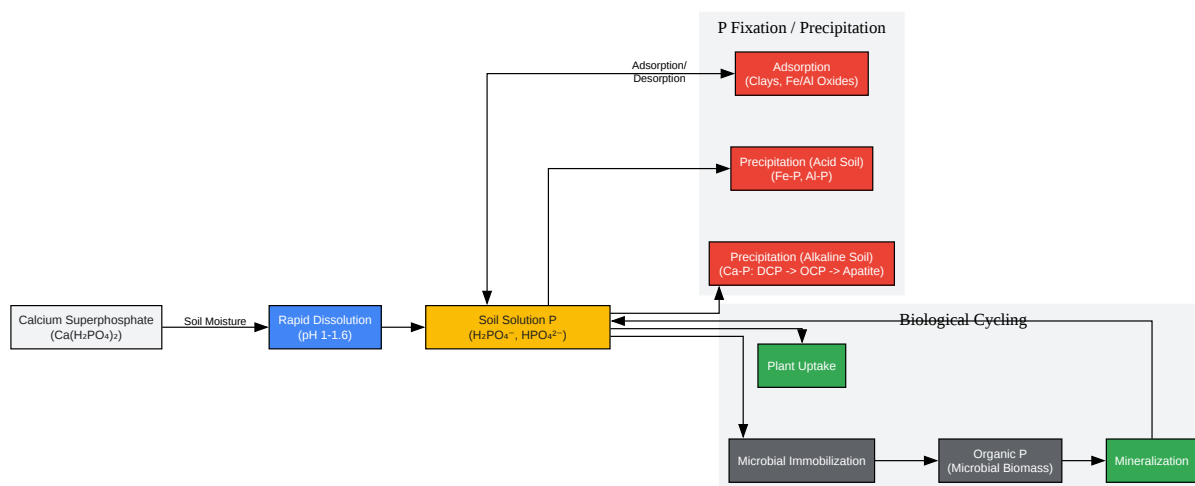 P Fixation / Precipitation
Adsorption/
Desorption
Adsorption
(Clays, Fe/Al Oxides)
Precipitation (Acid Soil)
(Fe-P, Al-P)
Precipitation (Alkaline Soil)
(Ca-P: DCP -> OCP -> Apatite)
Calcium Superphosphate
(Ca(H₂PO₄)₂)
Soil Moisture
Rapid Dissolution
(pH 1-1.6)
Soil Solution P
(H₂PO₄⁻, HPO₄²⁻)
Biological Cycling
Plant Uptake
Microbial Immobilization
Organic P
(Microbial Biomass)
Mineralization